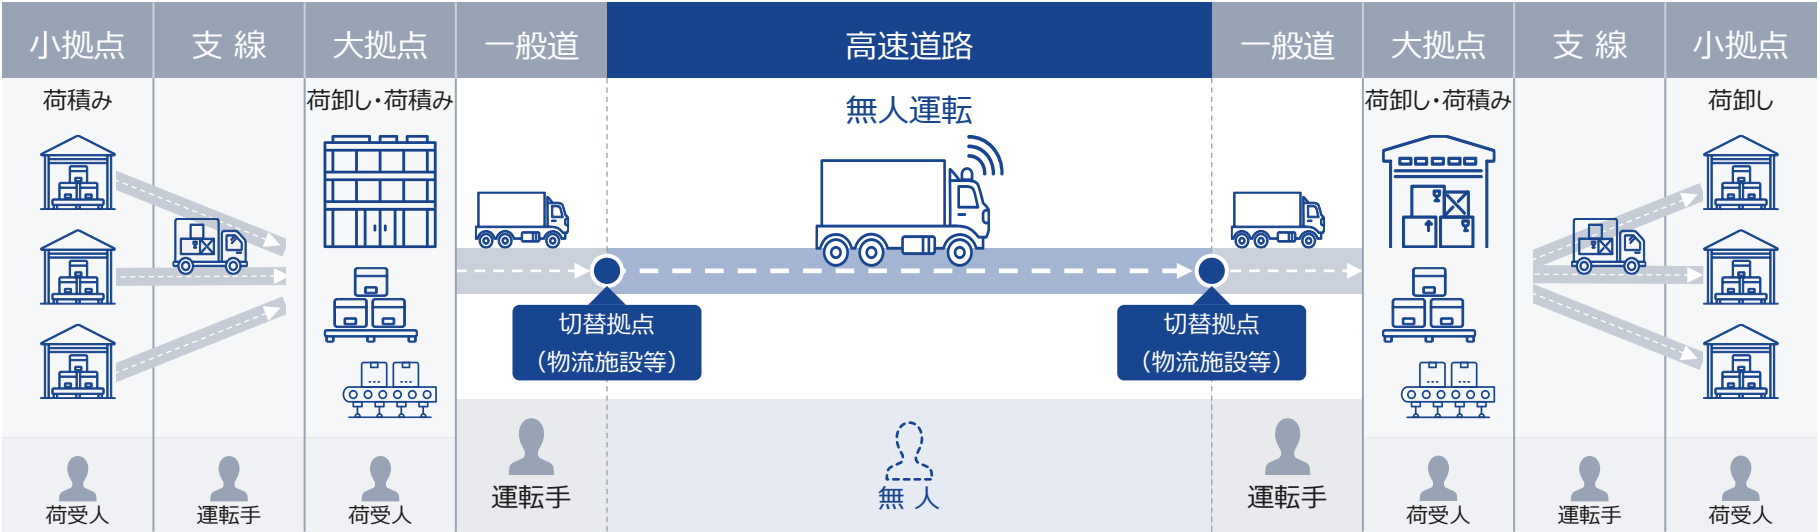 小拠点
支 線
大拠点
一般道
高速道路
一般道
大拠点
支 線
小拠点
荷積み
荷卸し・荷積み
無人運転
荷卸し・荷積み
荷卸し
切替拠点
（物流施設等）
切替拠点
（物流施設等）
荷受人
運転手
荷受人
運転手
無 人
運転手
荷受人
運転手
荷受人